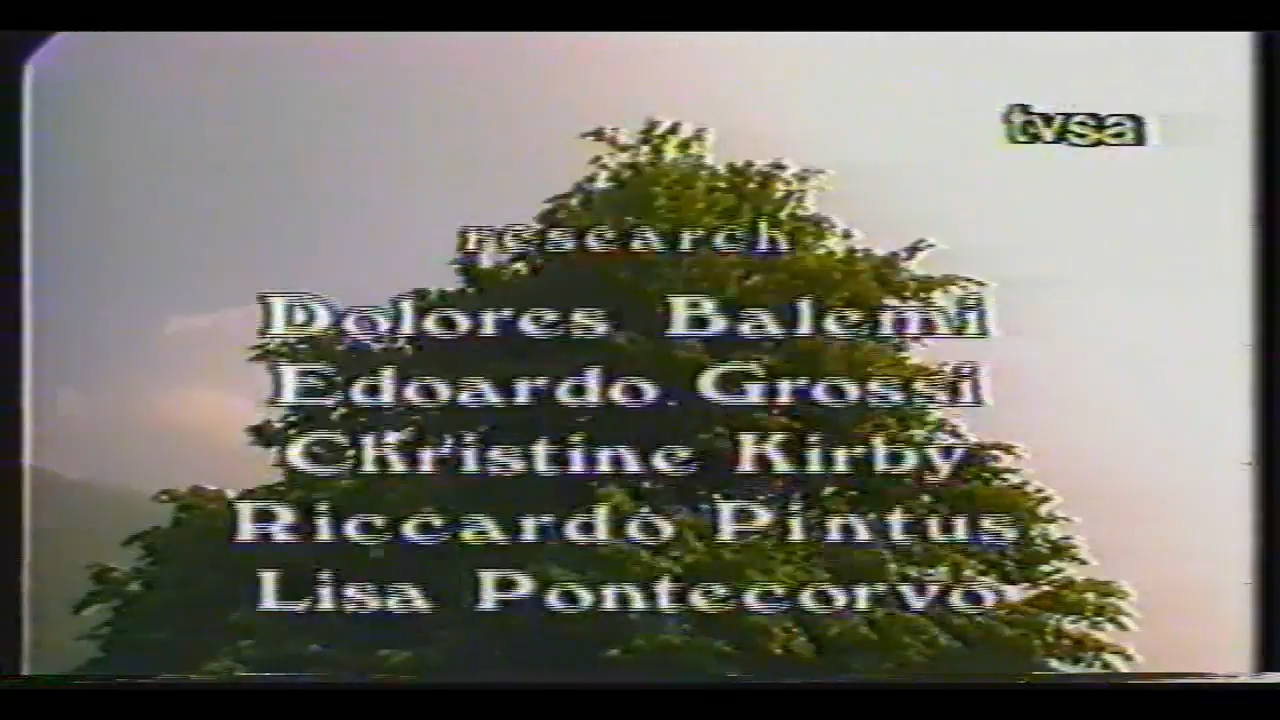 tvsa
research
Dolores Balemi
Edoardo Grossi
Christine Kirby
Riccardo Pintus
Lisa Pontecorvo